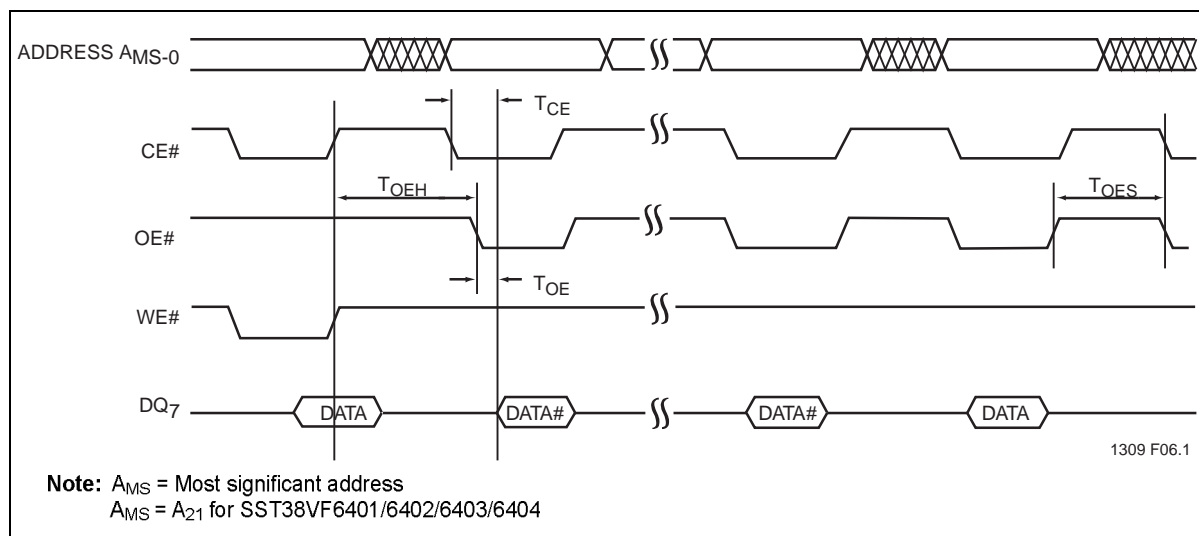 ADDRESS AMS-0
TCE
CE#
TOEH
TOES
OE#
TOE
WE#
DQ7
DATA
DATA#
DATA#
DATA
1309 F06.1
Note: AMS = Most significant address
AMS = A21 for SST38VF6401/6402/6403/6404